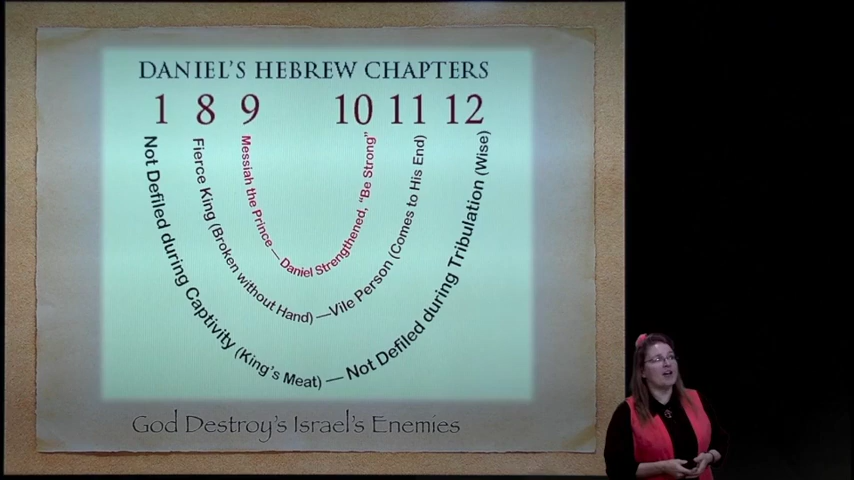 DANIEL'S HEBREW CHAPTERS
1 8 9 10 11 12
Messiah the Prince — Daniel Strengthened, "Be Strong"
Fierce King (Broken without Hand) —Vile Person (Comes to His End)
Not Defiled during Captivity (King's Meat) — Not Defiled during Tribulation (Wise)
God Destroy's Israel's Enemies